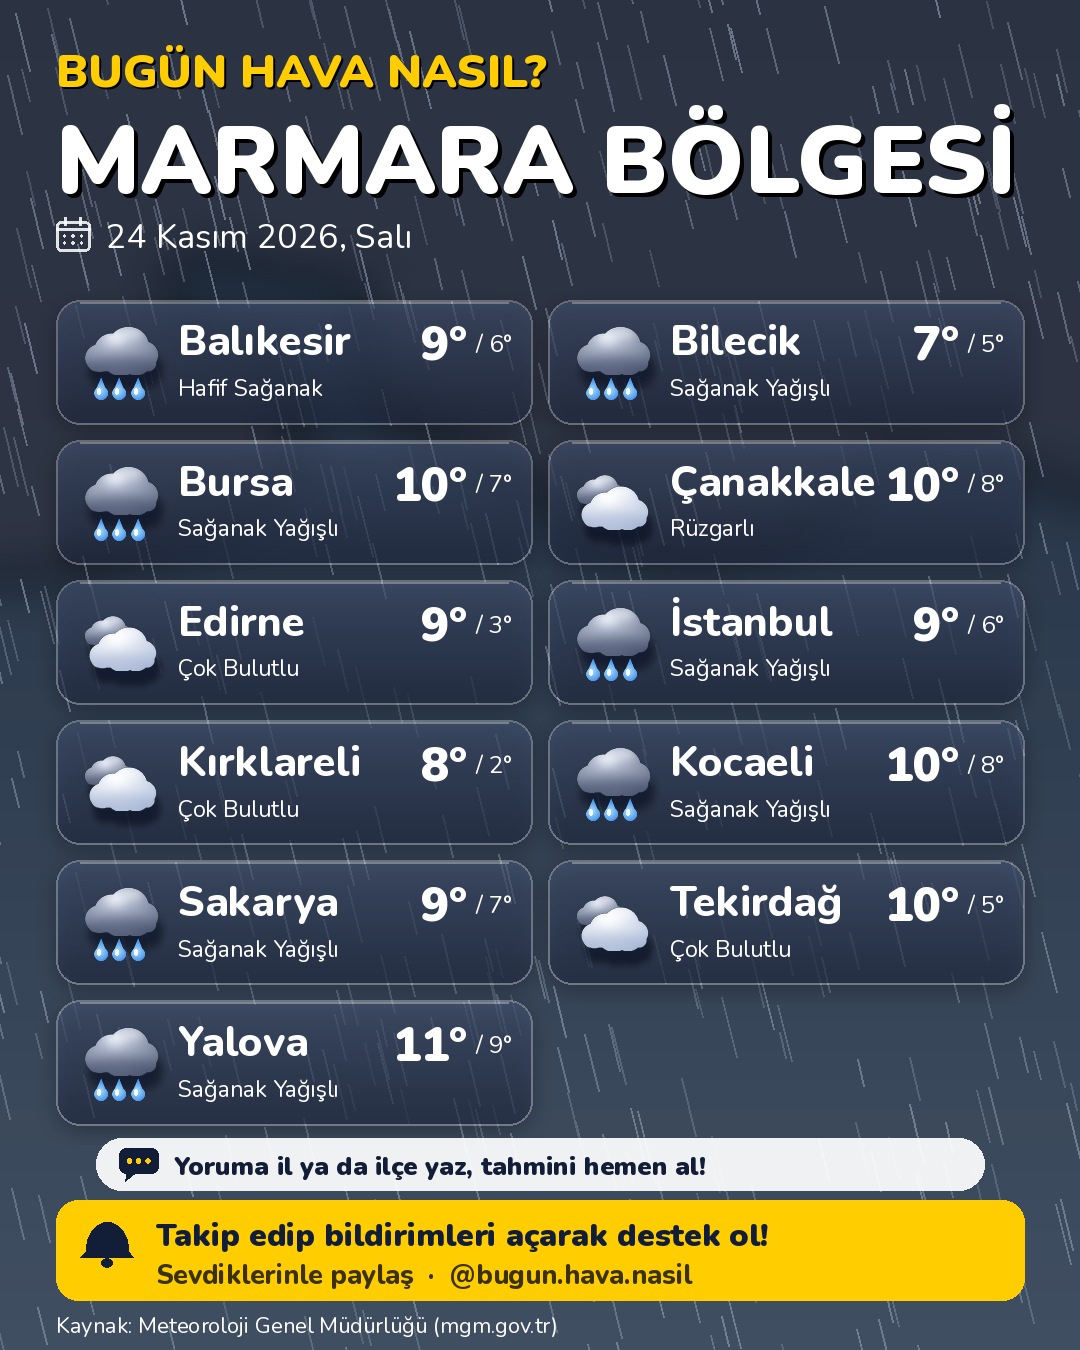 BUGÜN HAVA NASIL?
MARMARA BÖLGESİ
24 Kasım 2026, Salı
Balıkesir 9° / 6°
Hafif Sağanak
Bilecik 7° / 5°
Sağanak Yağışlı
Bursa 10° / 7°
Sağanak Yağışlı
Çanakkale 10° / 8°
Rüzgarlı
Edirne 9° / 3°
Çok Bulutlu
İstanbul 9° / 6°
Sağanak Yağışlı
Kırklareli 8° / 2°
Çok Bulutlu
Kocaeli 10° / 8°
Sağanak Yağışlı
Sakarya 9° / 7°
Sağanak Yağışlı
Tekirdağ 10° / 5°
Çok Bulutlu
Yalova 11° / 9°
Sağanak Yağışlı
Yoruma il ya da ilçe yaz, tahmini hemen al!
Takip edip bildirimleri açarak destek ol!
Sevdiklerinle paylaş · @bugun.hava.nasil
Kaynak: Meteoroloji Genel Müdürlüğü (mgm.gov.tr)